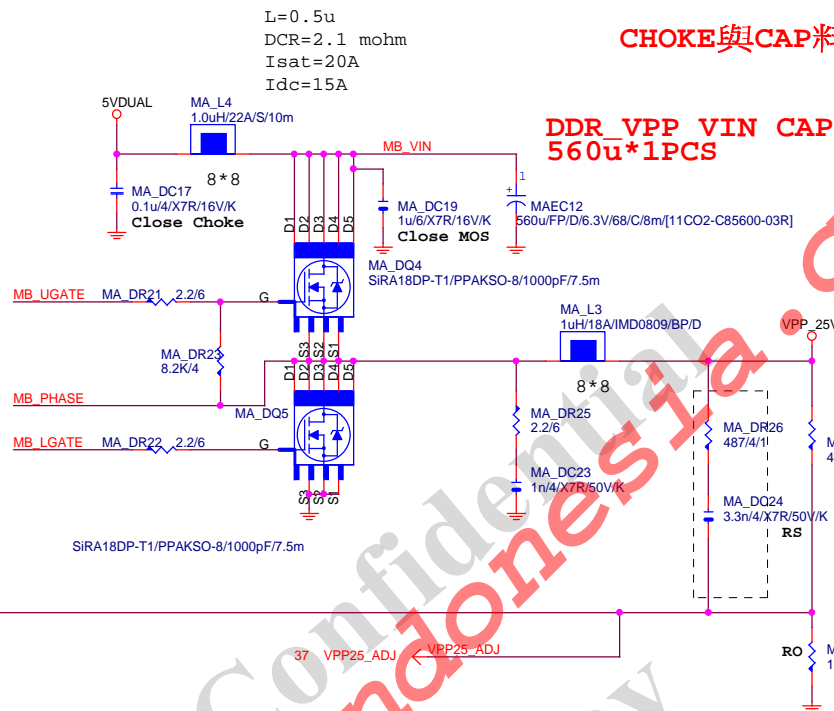 L=0.5u
DCR=2.1 mohm
Isat=20A
Idc=15A
CHOKE與CAP料
5VDUAL
MA_L4
1.0uH/22A/S/10m
8*8
MB_VIN
DDR_VPP VIN CAP
560u*1PCS
MA_DC17
0.1u/4/X7R/16V/K
Close Choke
MA_DC19
1u/6/X7R/16V/K
Close MOS
1
+
MAEC12
560u/FP/D/6.3V/68/C/8m/[11CO2-C85600-03R]
D1
D2
D3
D4
D5
MA_DQ4
SiRA18DP-T1/PPAKSO-8/1000pF/7.5m
MB_UGATE
MA_DR21
2.2/6
G
S3
S2
S1
MA_DR23
8.2K/4
MA_L3
1uH/18A/IMD0809/BP/D
8*8
VPP_25V
D1
D2
D3
D4
D5
MB_PHASE
MA_DQ5
MB_LGATE
MA_DR22
2.2/6
G
S3
S2
S1
MA_DR25
2.2/6
MA_DC23
1n/4/X7R/50V/K
MA_DR26
487/4/1
M
4
MA_DC24
3.3n/4/X7R/50V/K
RS
SiRA18DP-T1/PPAKSO-8/1000pF/7.5m
37
VPP25_ADJ
VPP25_ADJ
RO
M
1
Confidential